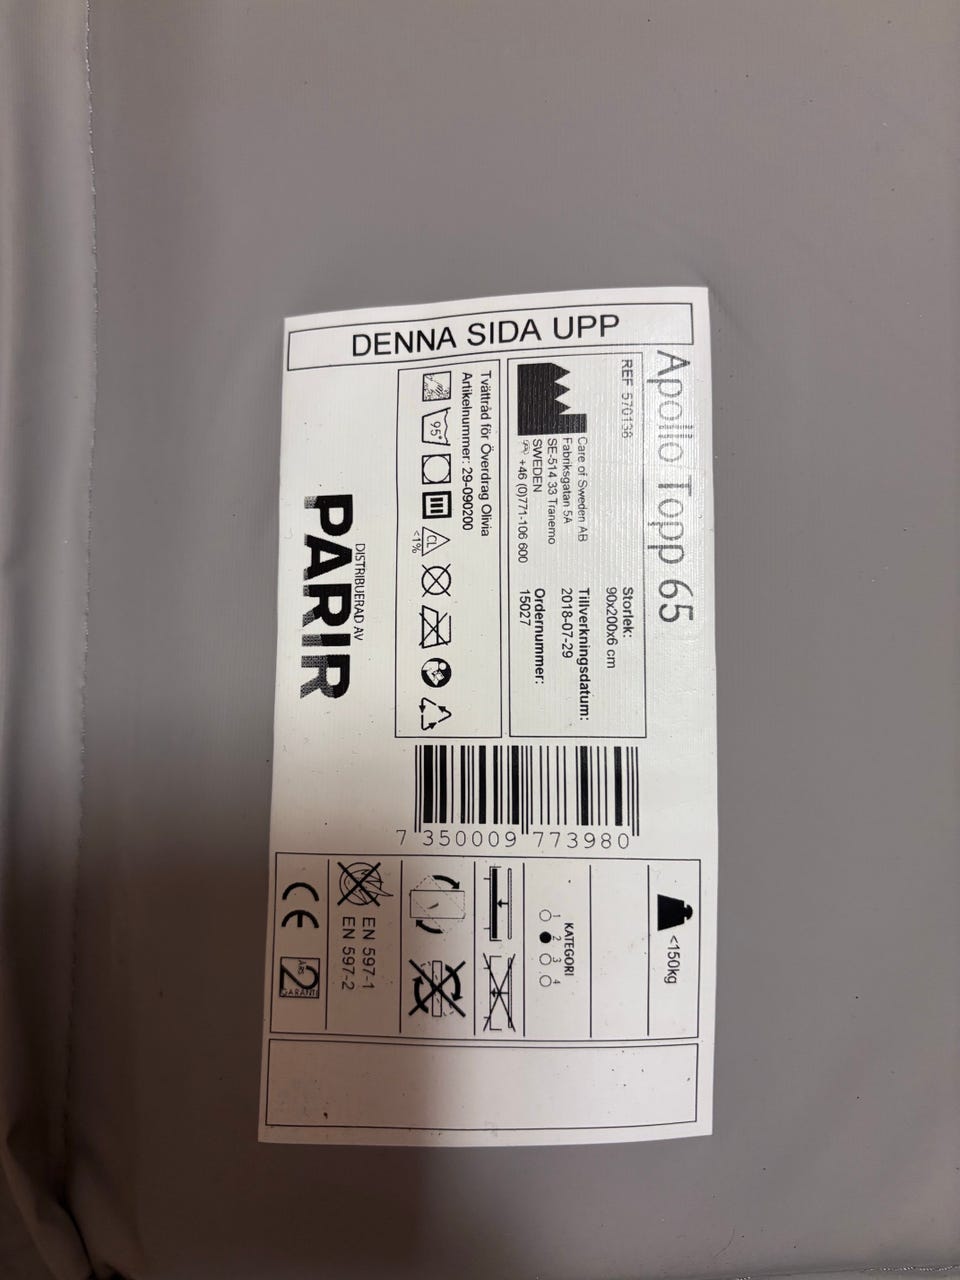 DENNA SIDA UPP
Apollo Topp 65
REF 570138
Care of Sweden AB
Fabriksgatan 5A
SE-514 33 Tranemo
SWEDEN
+46 (0)771-106 600
Storlek:
90x200x6 cm
Tillverkningsdatum:
2018-07-29
Ordernummer:
15027
Tvättråd för Överdrag Olivia
Artikelnummer: 29-090200
95°
CL
<1%
DISTRIBUERAD AV
PARIR
7 350009 773980
<150kg
KATEGORI
1 2 3 4
EN 597-1
EN 597-2
CE
2
ÅRS
GARANTI